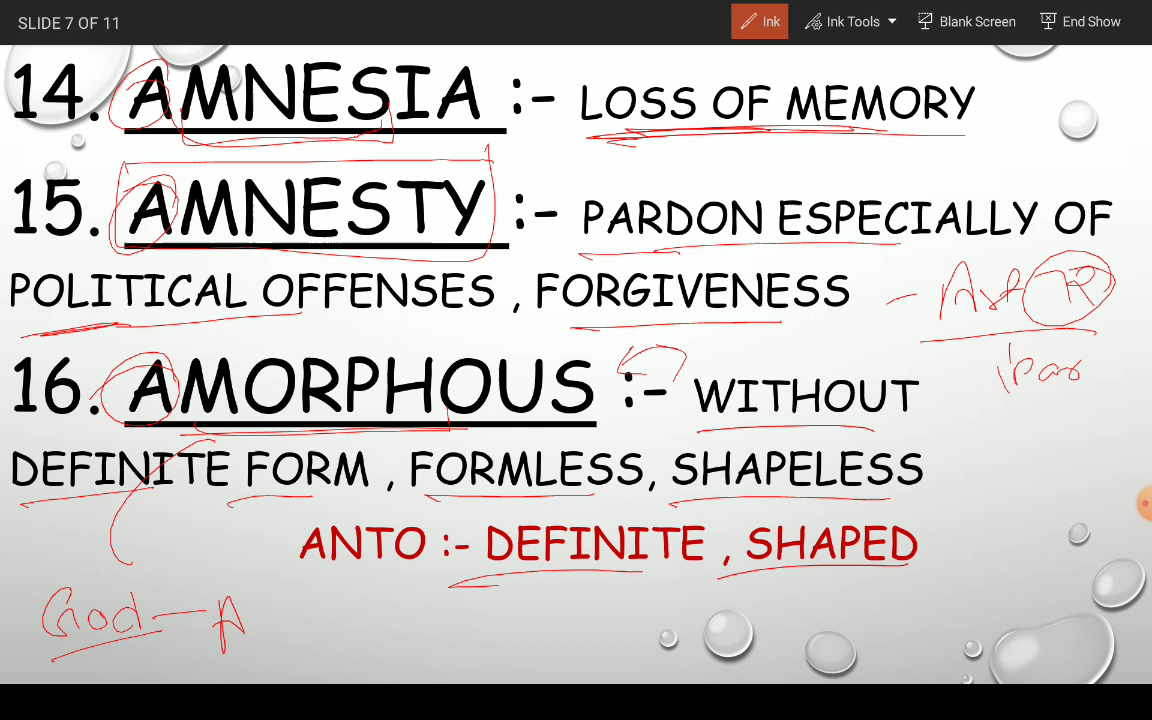 SLIDE 7 OF 11 Ink Ink Tools Blank Screen End Show
14. AMNESIA :- LOSS OF MEMORY
15. AMNESTY :- PARDON ESPECIALLY OF
POLITICAL OFFENSES , FORGIVENESS
16. AMORPHOUS :- WITHOUT
DEFINITE FORM , FORMLESS, SHAPELESS
ANTO :- DEFINITE , SHAPED
God - A